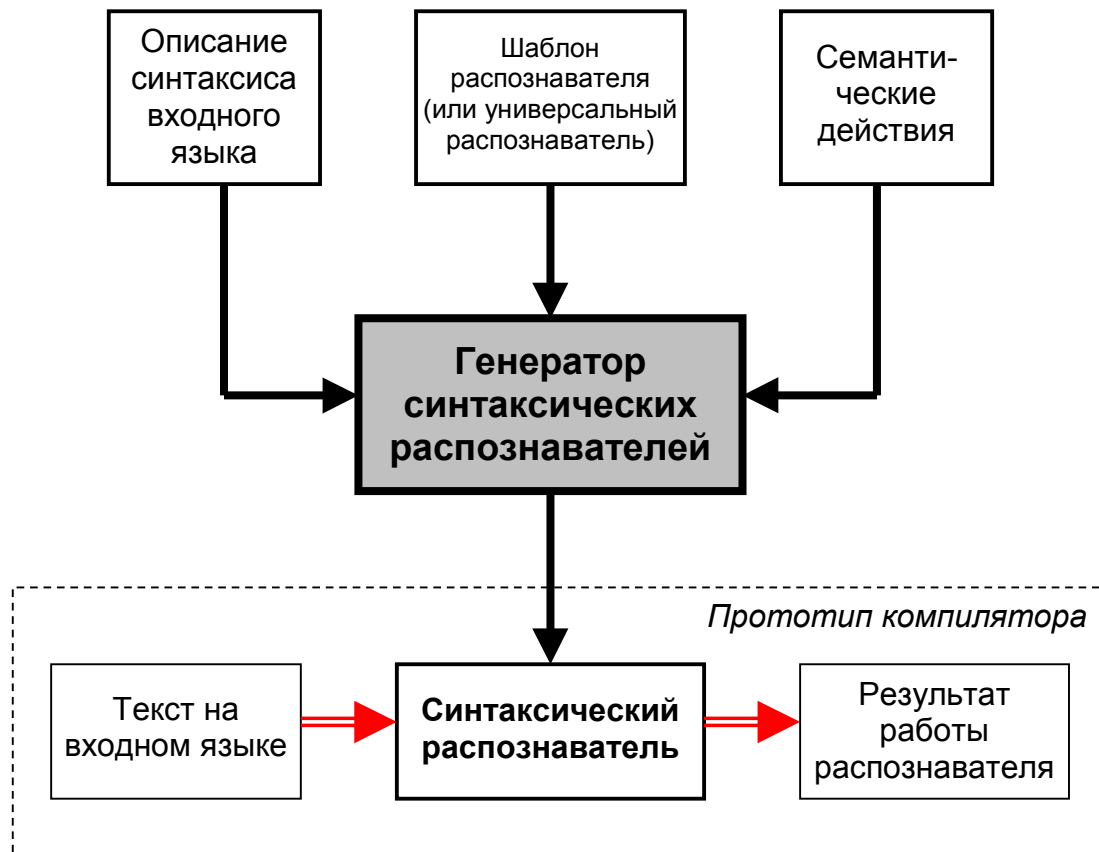 Описание
синтаксиса
входного
языка
Шаблон
распознавателя
(или универсальный
распознаватель)
Семанти-
ческие
действия
Генератор
синтаксических
распознавателей
Прототип компилятора
Текст на
входном языке
Синтаксический
распознаватель
Результат
работы
распознавателя